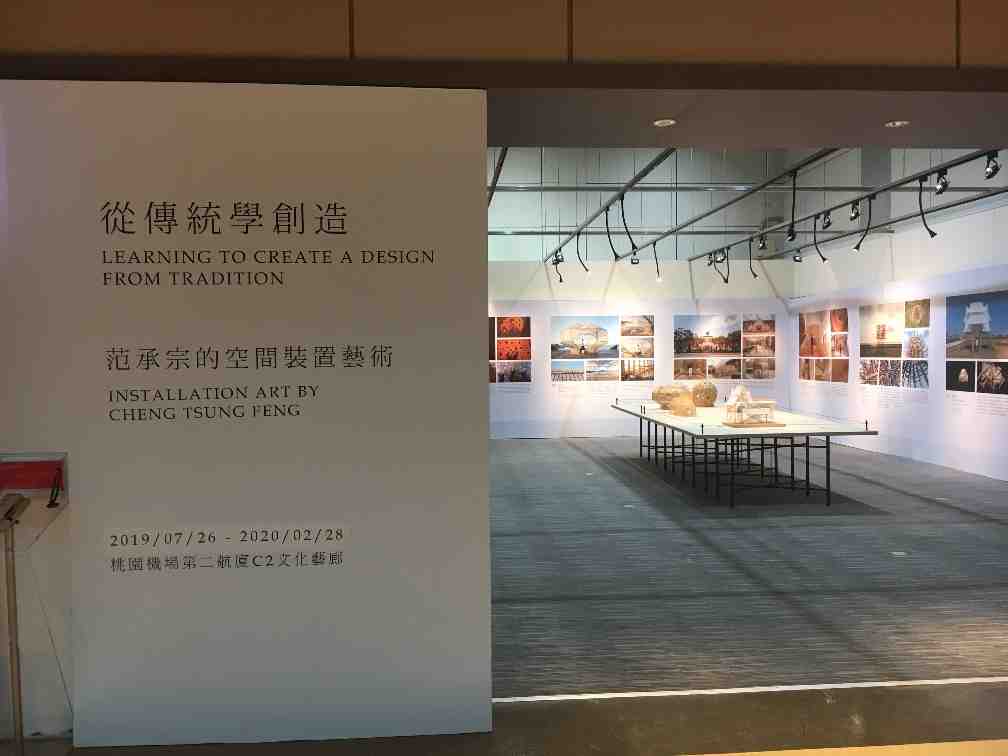 從傳統學創造
LEARNING TO CREATE A DESIGN
FROM TRADITION
范承宗的空間裝置藝術
INSTALLATION ART BY
CHENG TSUNG FENG
2019/07/26 - 2020/02/28
桃園機場第二航廈C2文化藝廊